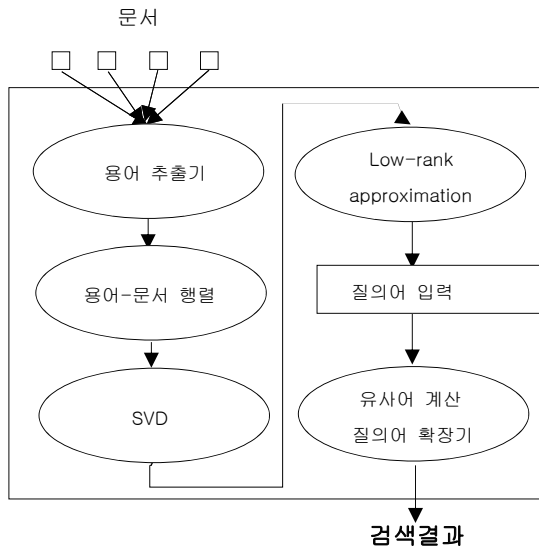 문서
용어 추출기
용어-문서 행렬
SVD
Low-rank
approximation
질의어 입력
유사어 계산
질의어 확장기
검색결과